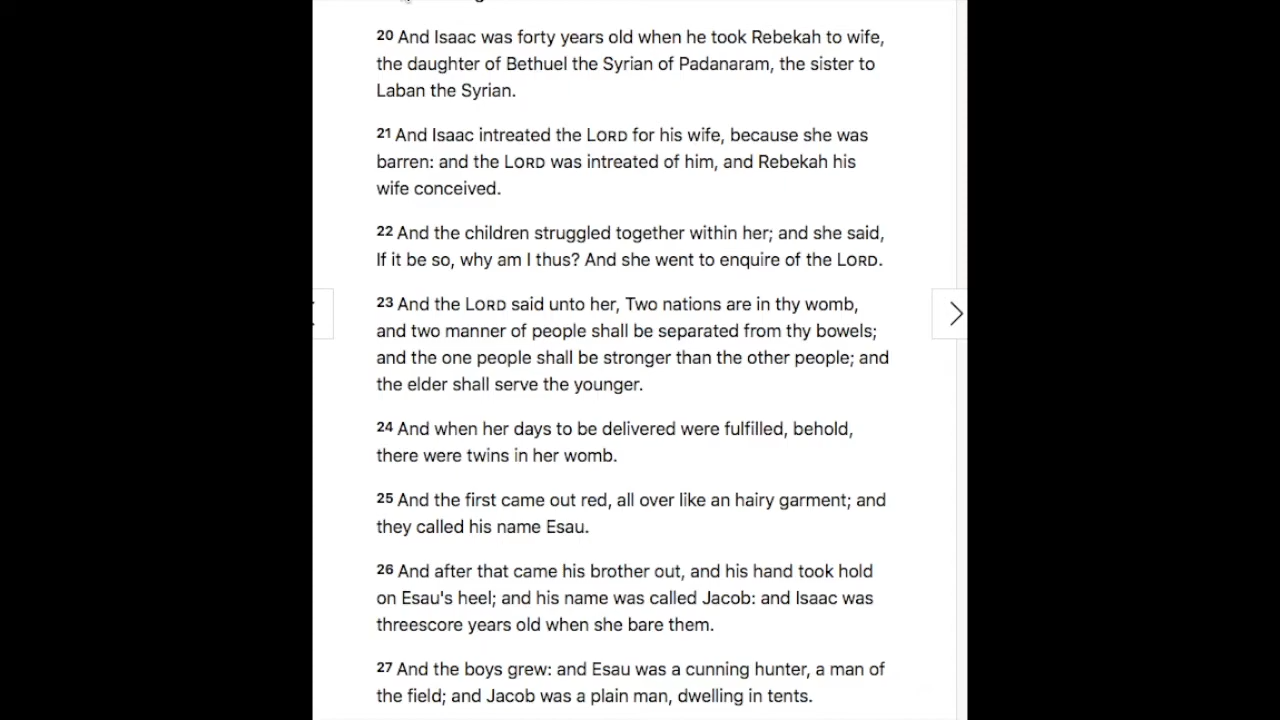 20 And Isaac was forty years old when he took Rebekah to wife,
the daughter of Bethuel the Syrian of Padanaram, the sister to
Laban the Syrian.
21 And Isaac intreated the LORD for his wife, because she was
barren: and the LORD was intreated of him, and Rebekah his
wife conceived.
22 And the children struggled together within her; and she said,
If it be so, why am I thus? And she went to enquire of the LORD.
23 And the LORD said unto her, Two nations are in thy womb,
and two manner of people shall be separated from thy bowels;
and the one people shall be stronger than the other people; and
the elder shall serve the younger.
24 And when her days to be delivered were fulfilled, behold,
there were twins in her womb.
25 And the first came out red, all over like an hairy garment; and
they called his name Esau.
26 And after that came his brother out, and his hand took hold
on Esau's heel; and his name was called Jacob: and Isaac was
threescore years old when she bare them.
27 And the boys grew: and Esau was a cunning hunter, a man of
the field; and Jacob was a plain man, dwelling in tents.